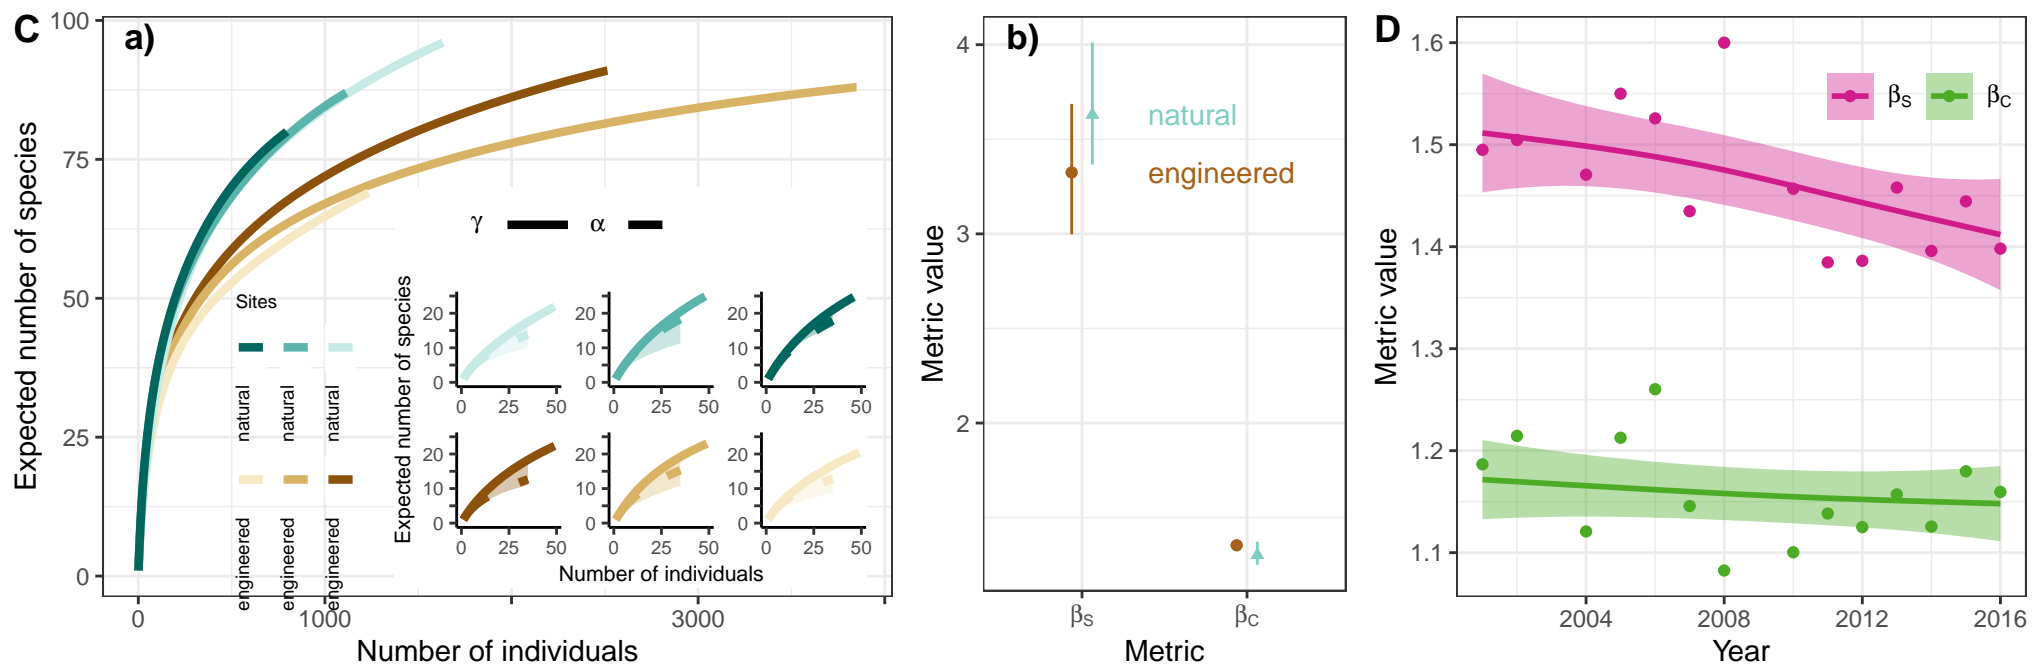 C
a)
100
75
50
25
0
Expected number of species
0
1000
3000
Number of individuals
γ
α
Sites
natural
natural
natural
engineered
engineered
engineered
Expected number of species
20
10
0
0
25
50
20
10
0
0
25
50
20
10
0
0
25
50
20
10
0
0
25
50
20
10
0
0
25
50
20
10
0
0
25
50
Number of individuals
b)
4
3
2
Metric value
natural
engineered
βS
βC
Metric
D
1.6
1.5
1.4
1.3
1.2
1.1
Metric value
βS
βC
2004
2008
2012
2016
Year